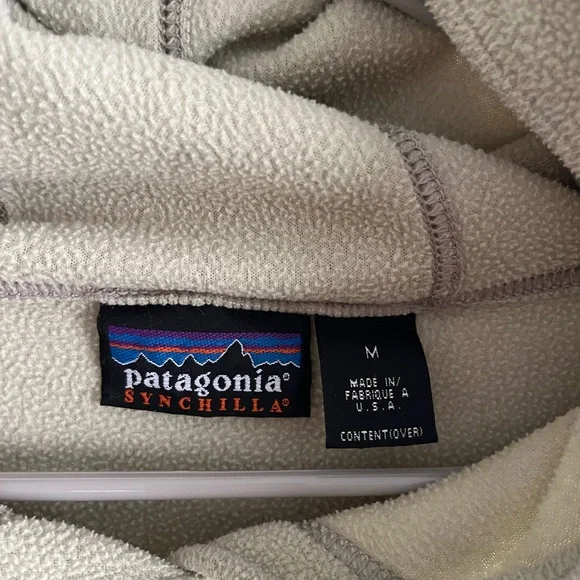 patagonia®
SYNCHILLA®
M
MADE IN/
FABRIQUE A
U.S.A.
CONTENT(OVER)